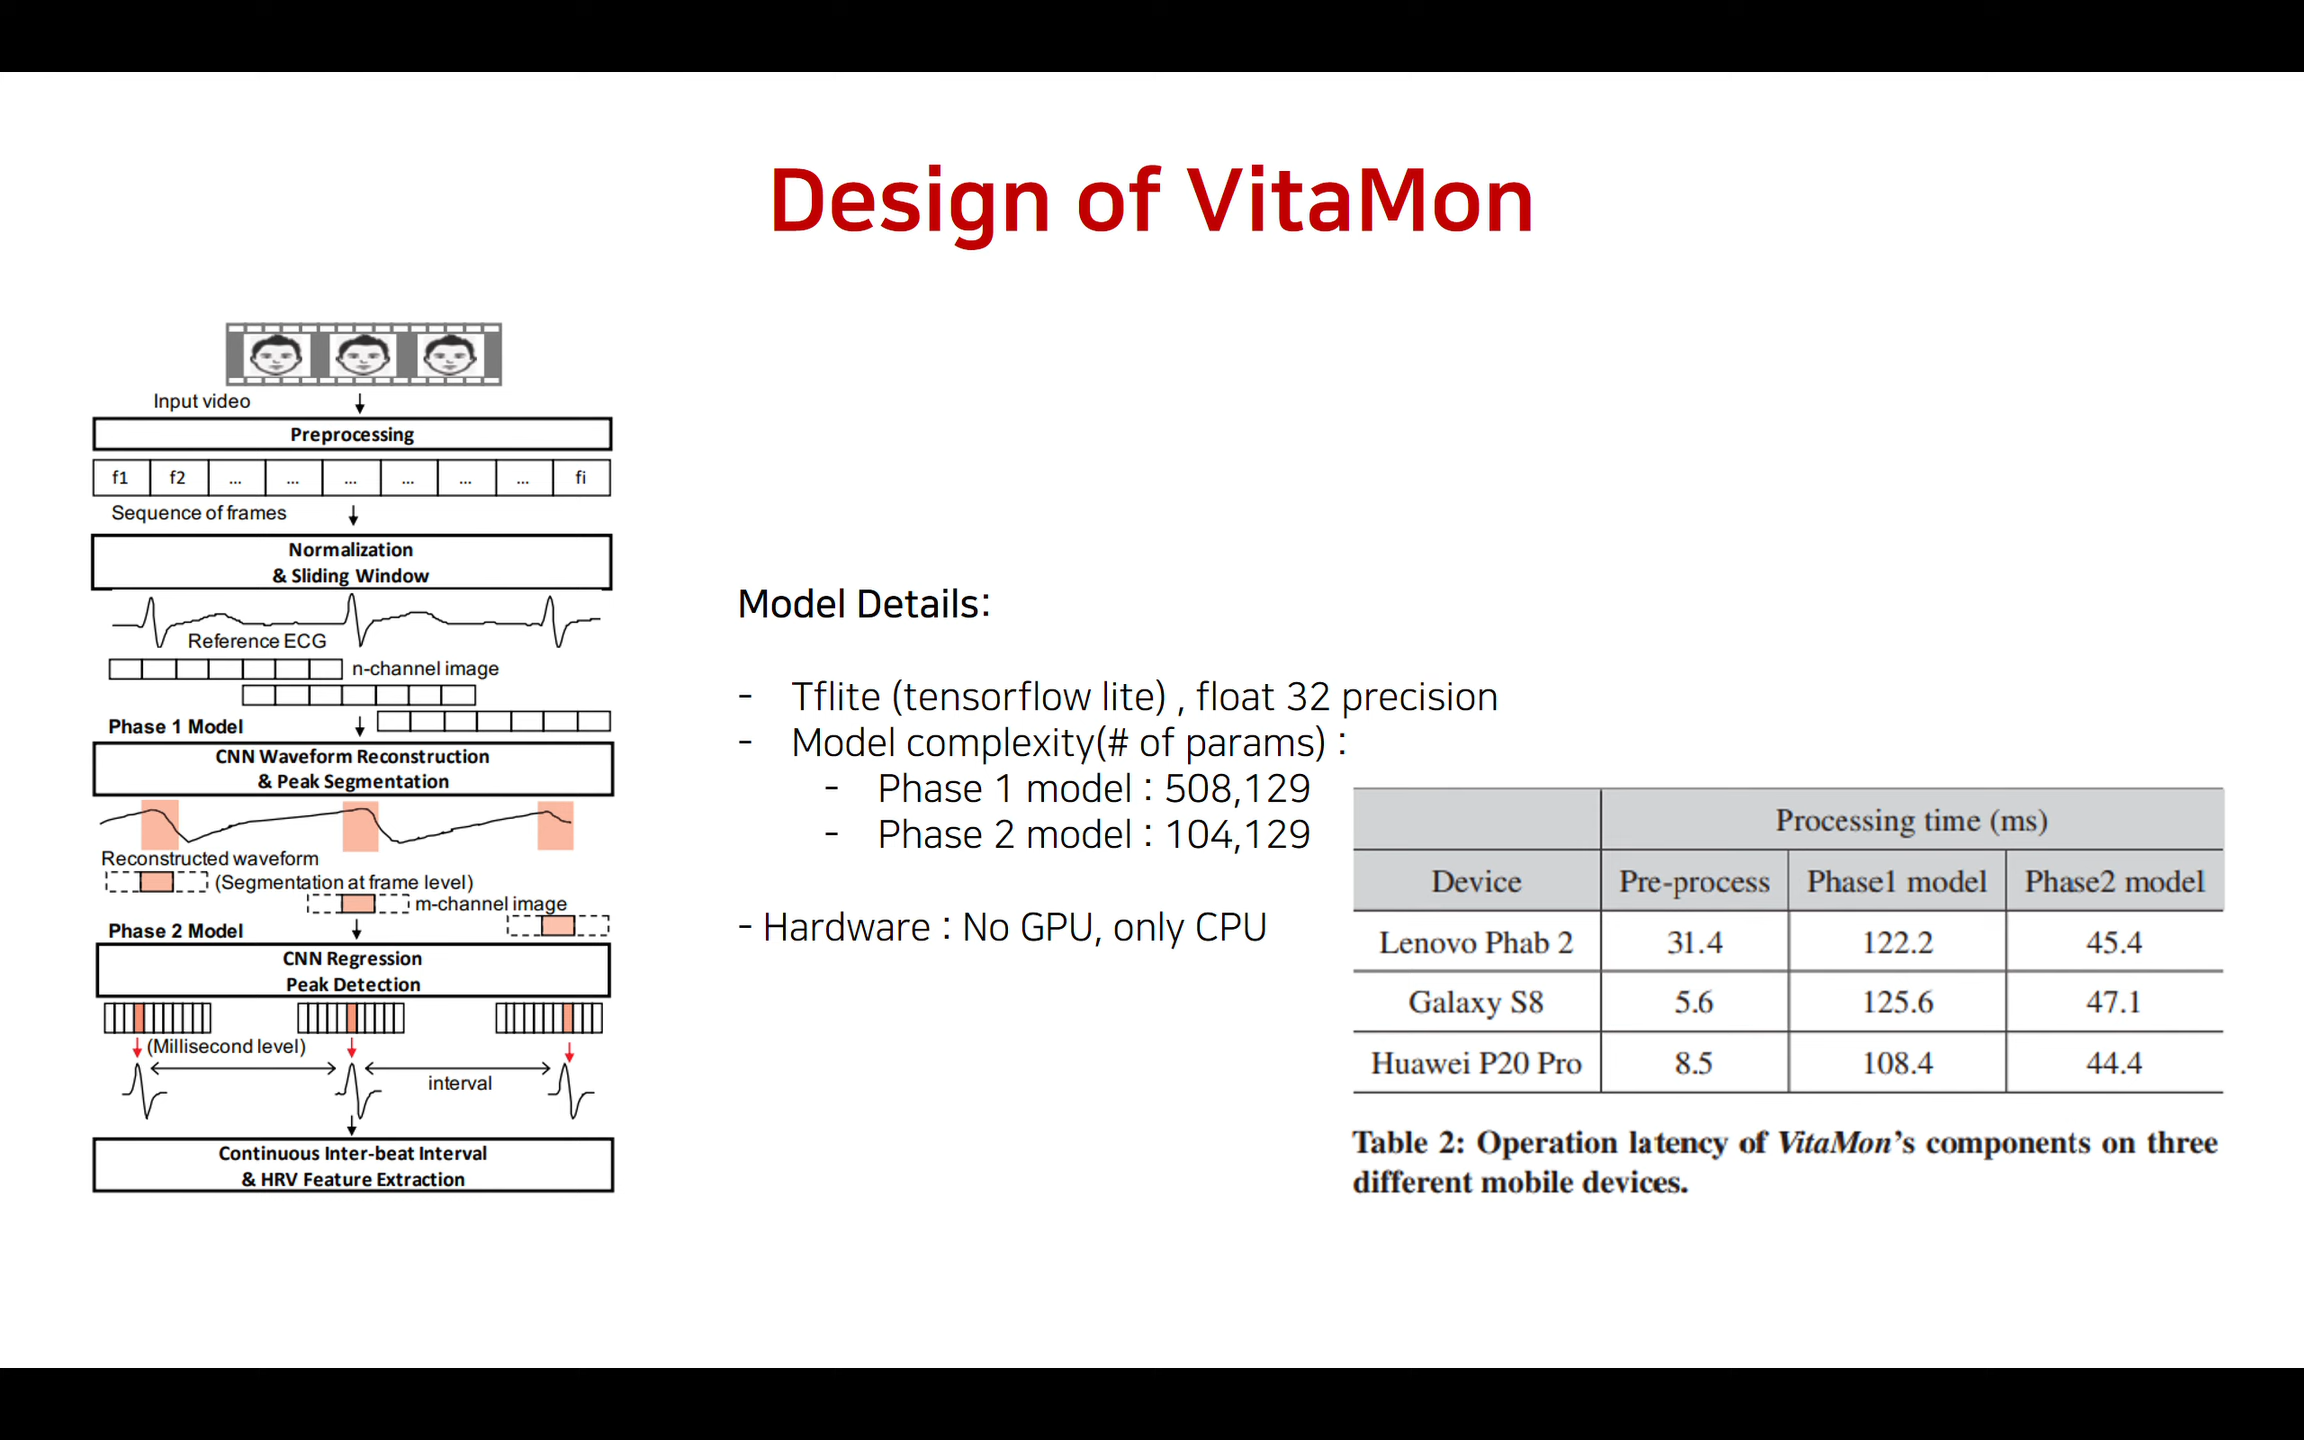 Design of VitaMon
Input video
Preprocessing
f1 f2 ... ... ... ... ... ... fi
Sequence of frames
Normalization
& Sliding Window
Reference ECG
n-channel image
Phase 1 Model
CNN Waveform Reconstruction
& Peak Segmentation
Reconstructed waveform
(Segmentation at frame level)
m-channel image
Phase 2 Model
CNN Regression
Peak Detection
(Millisecond level)
interval
Continuous Inter-beat Interval
& HRV Feature Extraction
Model Details:
- Tflite (tensorflow lite) , float 32 precision
- Model complexity(# of params) :
- Phase 1 model : 508,129
- Phase 2 model : 104,129
- Hardware : No GPU, only CPU
Processing time (ms)
Device Pre-process Phase1 model Phase2 model
Lenovo Phab 2 31.4 122.2 45.4
Galaxy S8 5.6 125.6 47.1
Huawei P20 Pro 8.5 108.4 44.4
Table 2: Operation latency of VitaMon's components on three
different mobile devices.